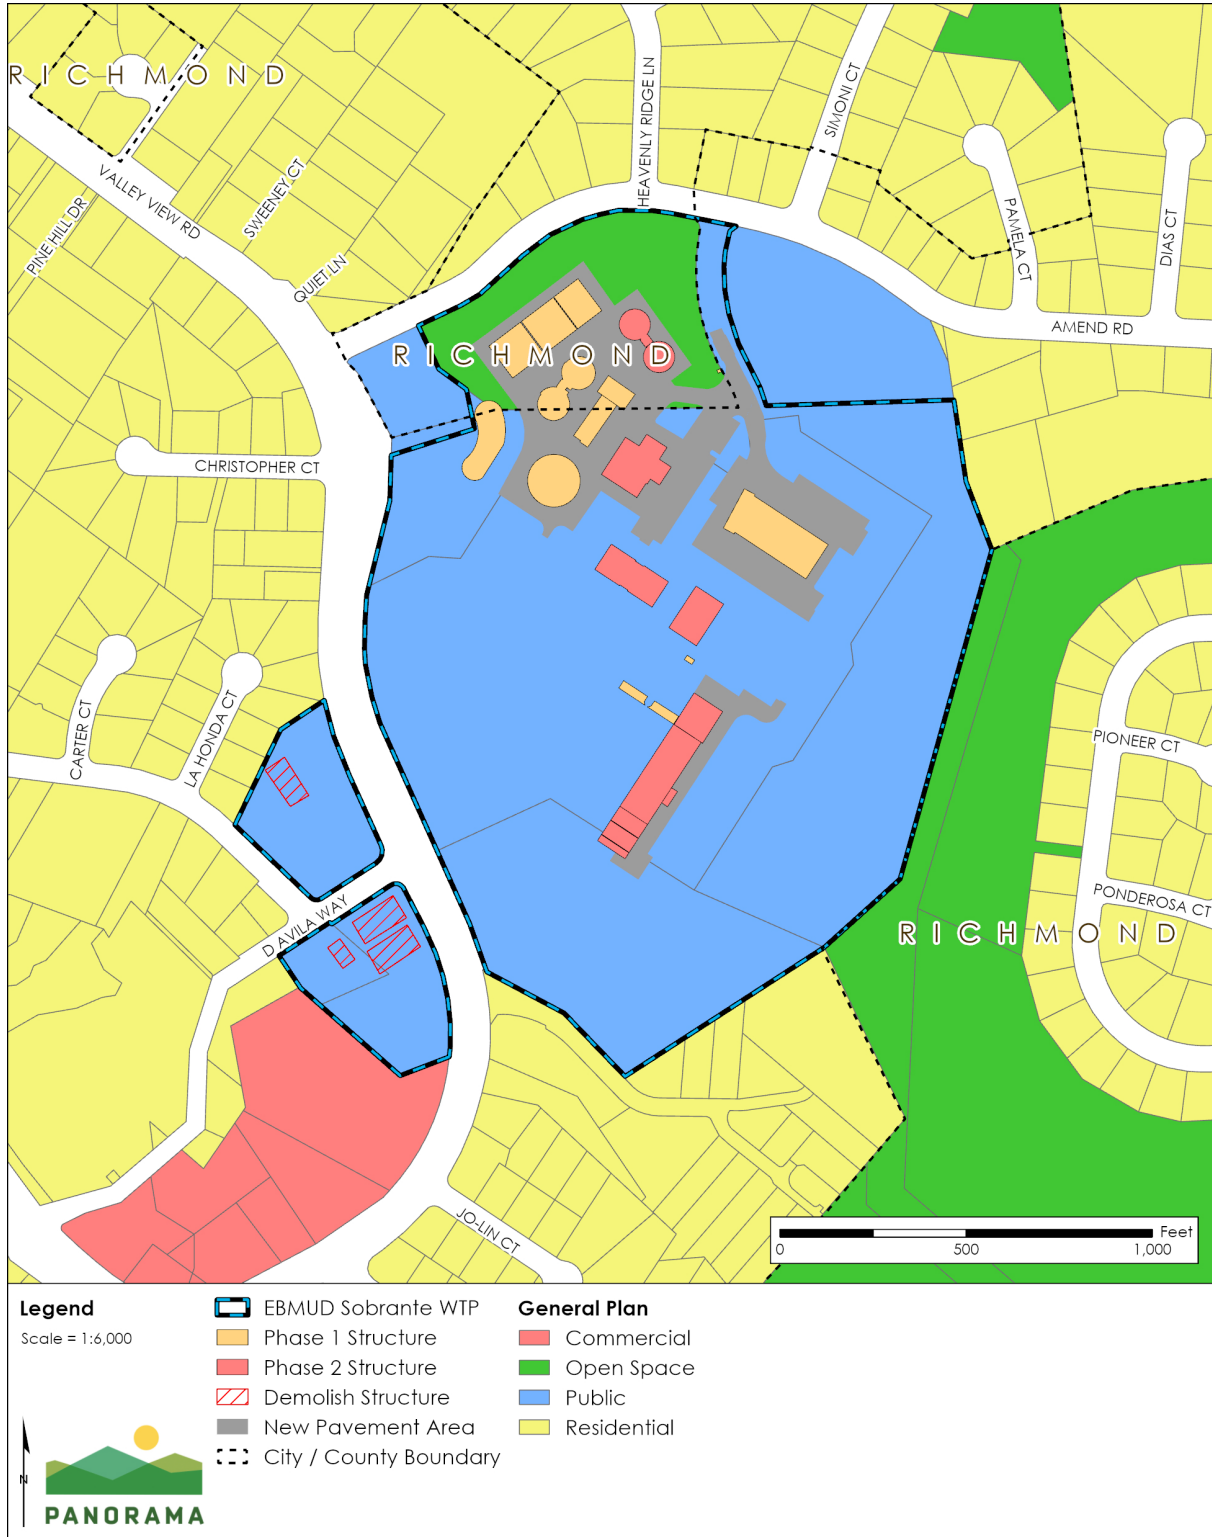 RICHMOND
HEAVENLY RIDGE LN
SIMONI CT
VALLEY VIEW RD
SWEENEY CT
PINE HILL DR
QUIET LN
PAMELA CT
DIAS CT
AMEND RD
RICHMOND
CHRISTOPHER CT
CARTER CT
LA HONDA CT
PIONEER CT
PONDEROSA CT
D AVILA WAY
RICHMOND
JO-LIN CT
Feet
0 500 1,000
Legend
Scale = 1:6,000
EBMUD Sobrante WTP
Phase 1 Structure
Phase 2 Structure
Demolish Structure
New Pavement Area
City / County Boundary
General Plan
Commercial
Open Space
Public
Residential
N
PANORAMA